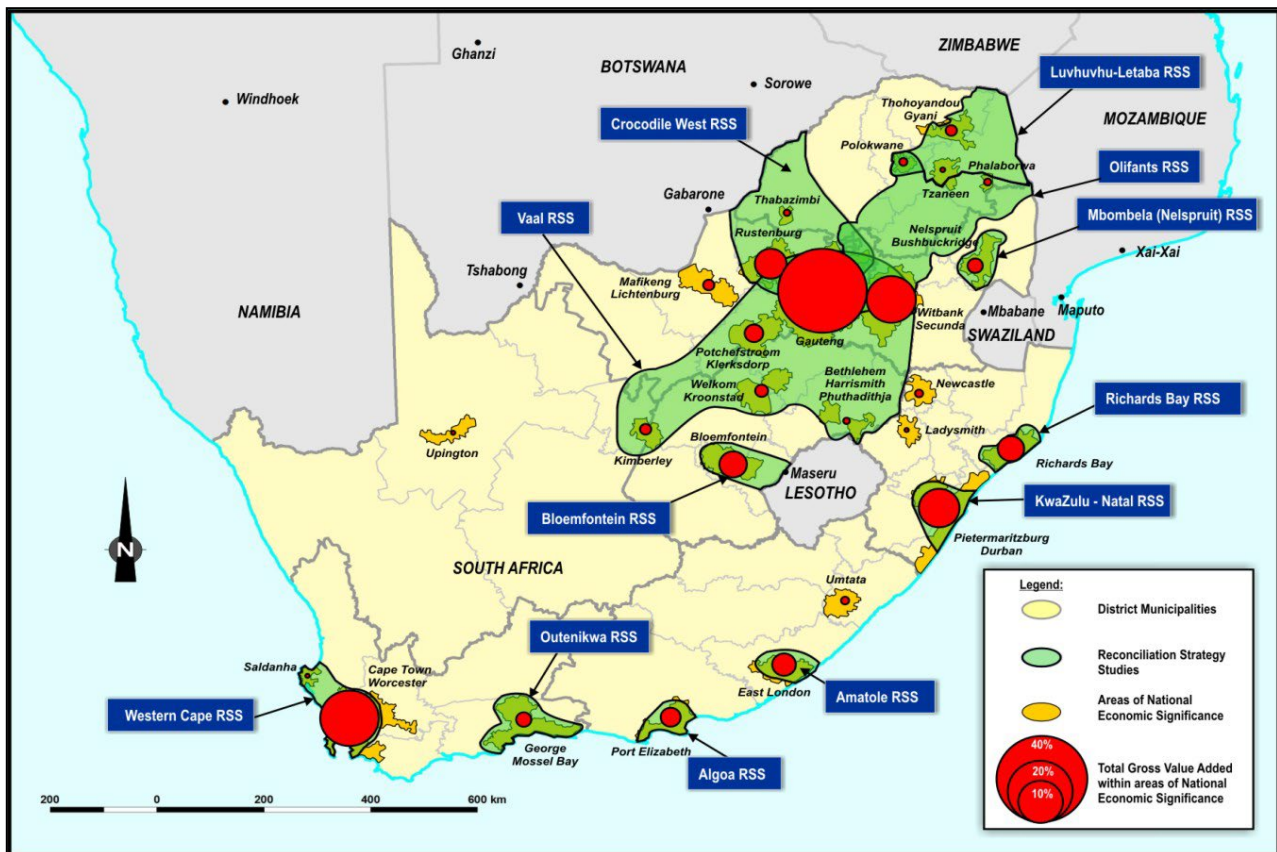 ZIMBABWE
Ghanzi
BOTSWANA
Sorowe
Luvhuvhu-Letaba RSS
Windhoek
Thohoyandou
Gyani
MOZAMBIQUE
Crocodile West RSS
Polokwane
Phalaborwa
Olifants RSS
Gabarone
Tzaneen
Thabazimbi
Mbombela (Nelspruit) RSS
Vaal RSS
Rustenburg
Nelspruit
Bushbuckridge
Xai-Xai
Tshabong
Mafikeng
Lichtenburg
NAMIBIA
Mbabane
Maputo
Witbank
Secunda
SWAZILAND
Gauteng
Potchefstroom
Klerksdorp
Bethlehem
Harrismith
Phuthadithja
Welkom
Kroonstad
Newcastle
Richards Bay RSS
Ladysmith
Upington
Kimberley
Bloemfontein
Richards Bay
Maseru
LESOTHO
KwaZulu - Natal RSS
Bloemfontein RSS
Pietermaritzburg
Durban
N
SOUTH AFRICA
Umtata
Outenikwa RSS
Saldanha
Cape Town
Worcester
East London
Amatole RSS
Western Cape RSS
George
Mossel Bay
Port Elizabeth
Algoa RSS
200 0 200 400 600 km
Legend:
District Municipalities
Reconciliation Strategy
Studies
Areas of National
Economic Significance
40%
20%
10%
Total Gross Value Added
within areas of National
Economic Significance